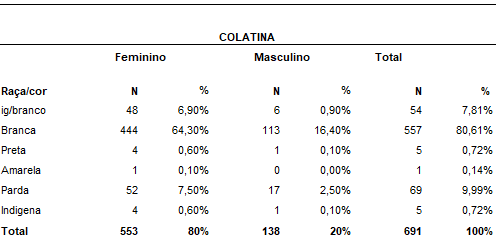 COLATINA
Feminino Masculino Total
Raça/cor N % N % N %
ig/branco 48 6,90% 6 0,90% 54 7,81%
Branca 444 64,30% 113 16,40% 557 80,61%
Preta 4 0,60% 1 0,10% 5 0,72%
Amarela 1 0,10% 0 0,00% 1 0,14%
Parda 52 7,50% 17 2,50% 69 9,99%
Indigena 4 0,60% 1 0,10% 5 0,72%
Total 553 80% 138 20% 691 100%